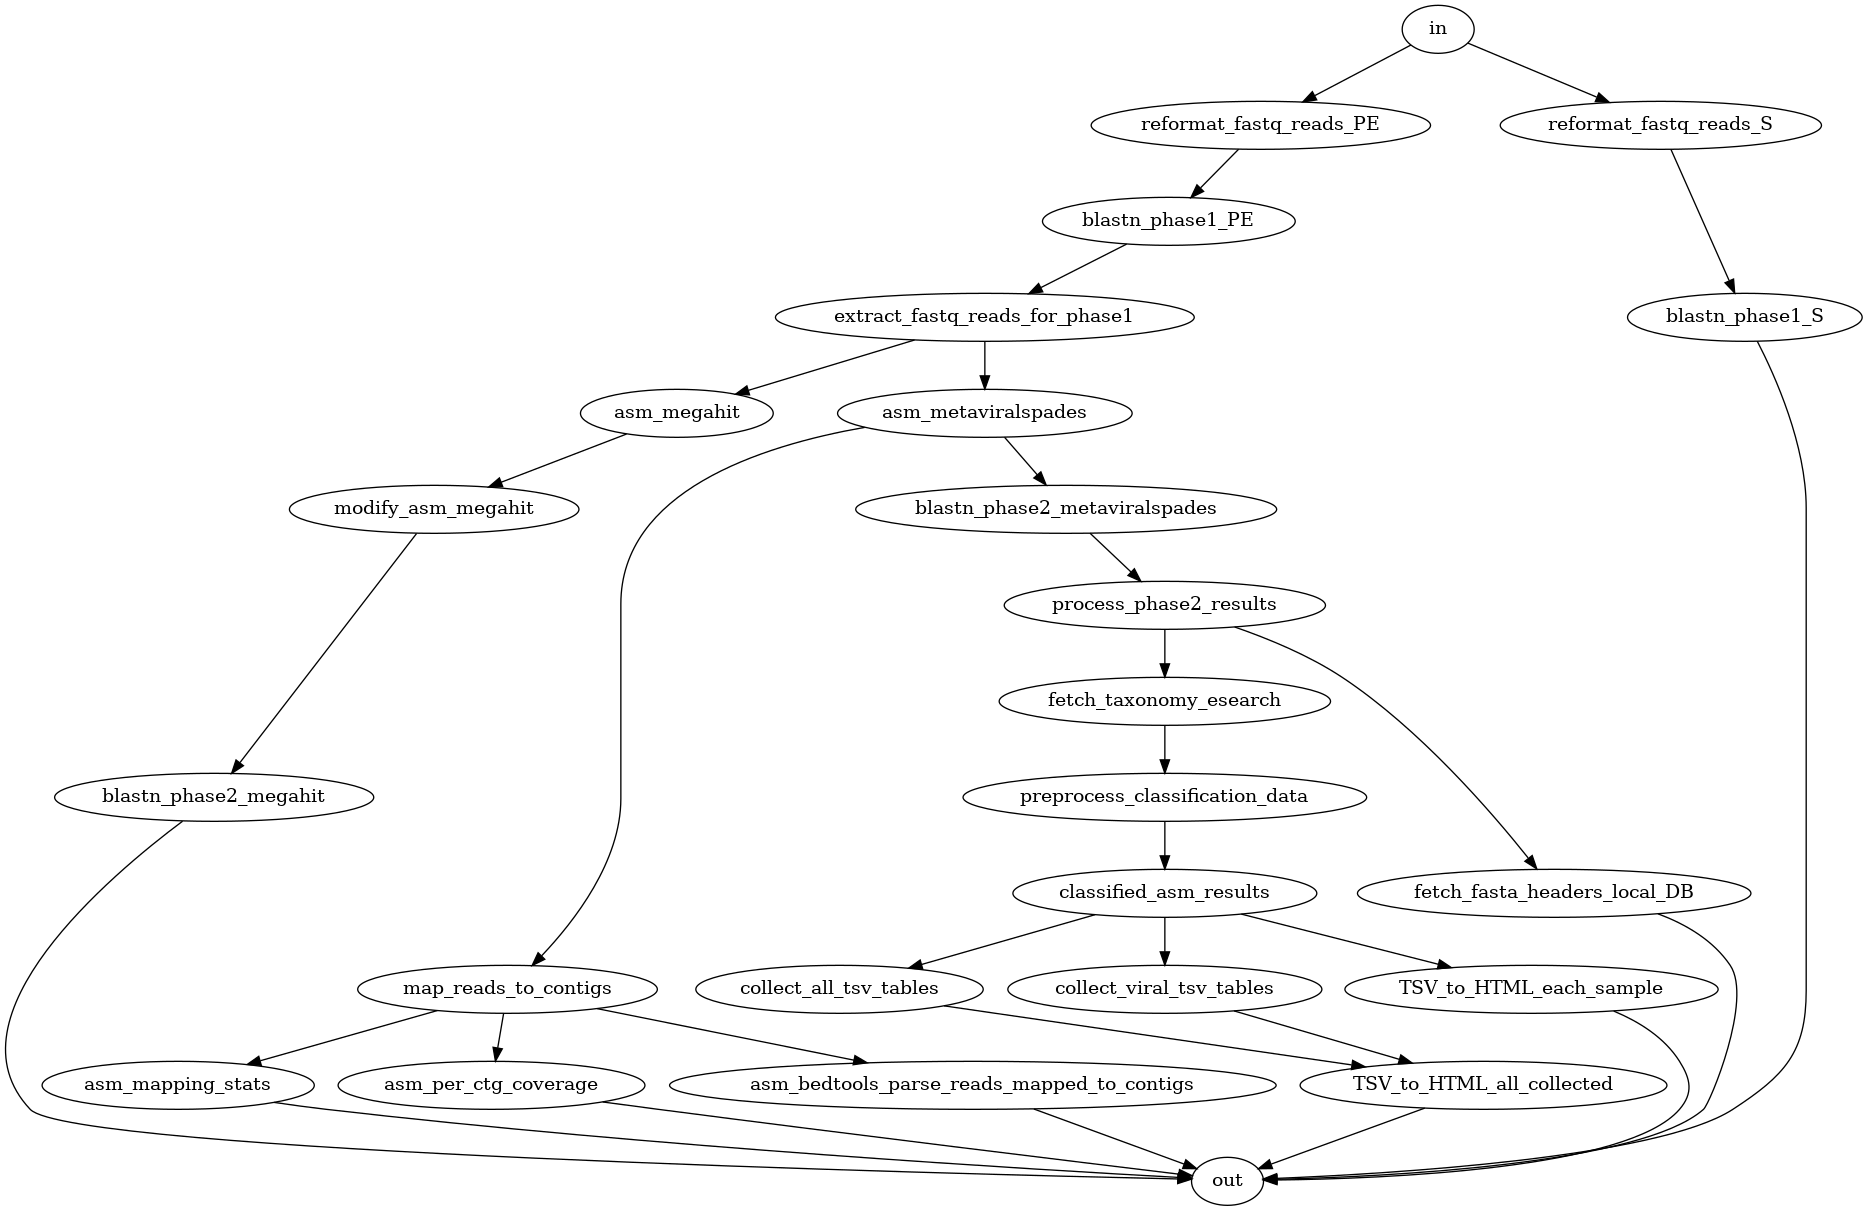 in
reformat_fastq_reads_PE
reformat_fastq_reads_S
blastn_phase1_PE
extract_fastq_reads_for_phase1
blastn_phase1_S
asm_megahit
asm_metaviralspades
modify_asm_megahit
blastn_phase2_metaviralspades
process_phase2_results
fetch_taxonomy_esearch
blastn_phase2_megahit
preprocess_classification_data
classified_asm_results
fetch_fasta_headers_local_DB
map_reads_to_contigs
collect_all_tsv_tables
collect_viral_tsv_tables
TSV_to_HTML_each_sample
asm_mapping_stats
asm_per_ctg_coverage
asm_bedtools_parse_reads_mapped_to_contigs
TSV_to_HTML_all_collected
out